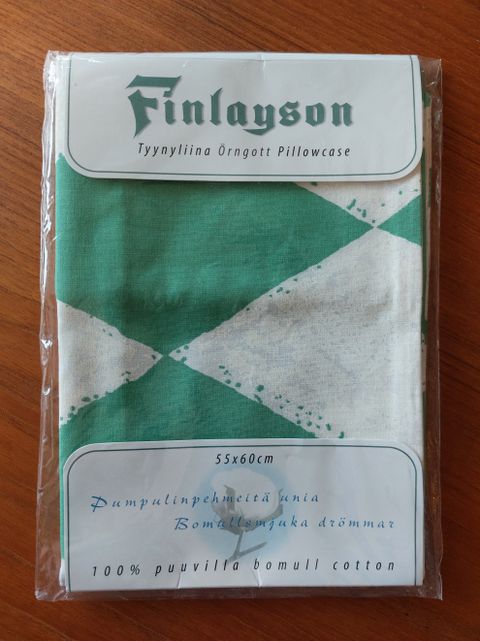 Finlayson
Tyynyliina Örngott Pillowcase
55x60cm
Pumpulinpehmeitä unia
Bomullsmjuka drömmar
100% puuvilla bomull cotton